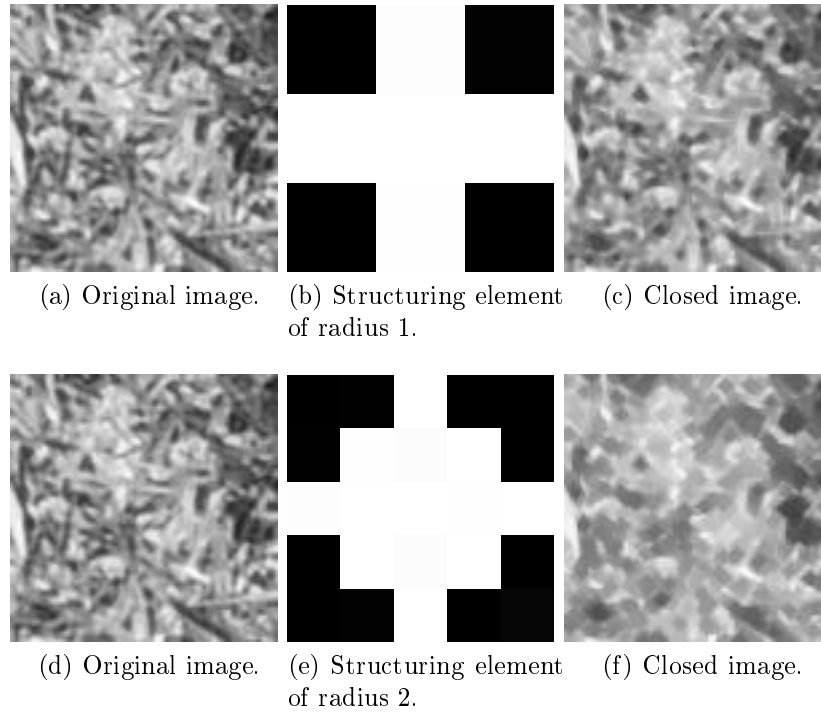 (a) Original image.
(b) Structuring element
of radius 1.
(c) Closed image.
(d) Original image.
(e) Structuring element
of radius 2.
(f) Closed image.